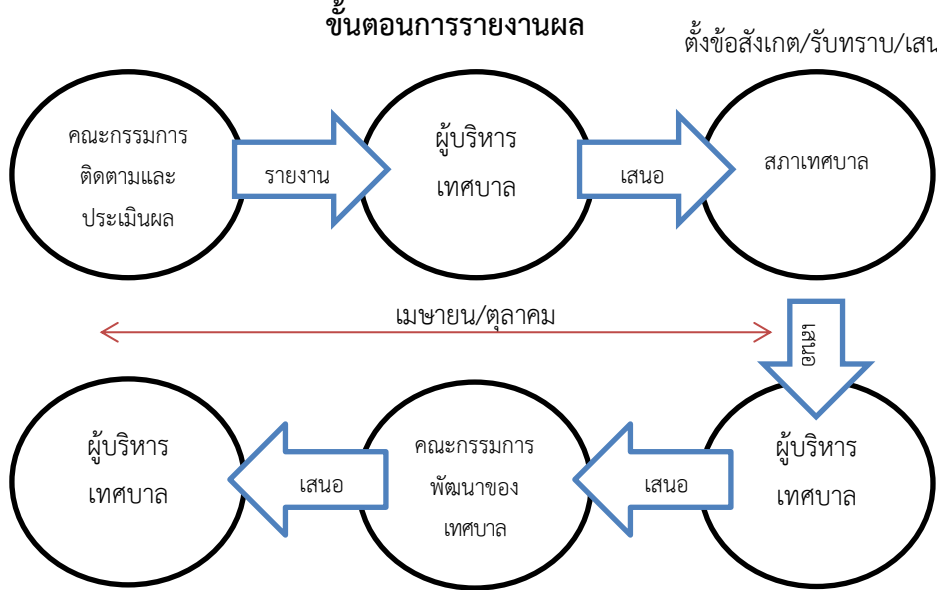 ขั้นตอนการรายงานผล
ตั้งข้อสังเกต/รับทราบ/เสน
คณะกรรมการ
ติดตามและ
ประเมินผล
รายงาน
ผู้บริหาร
เทศบาล
เสนอ
สภาเทศบาล
เมษายน/ตุลาคม
เสนอ
ผู้บริหาร
เทศบาล
เสนอ
คณะกรรมการ
พัฒนาของ
เทศบาล
เสนอ
ผู้บริหาร
เทศบาล